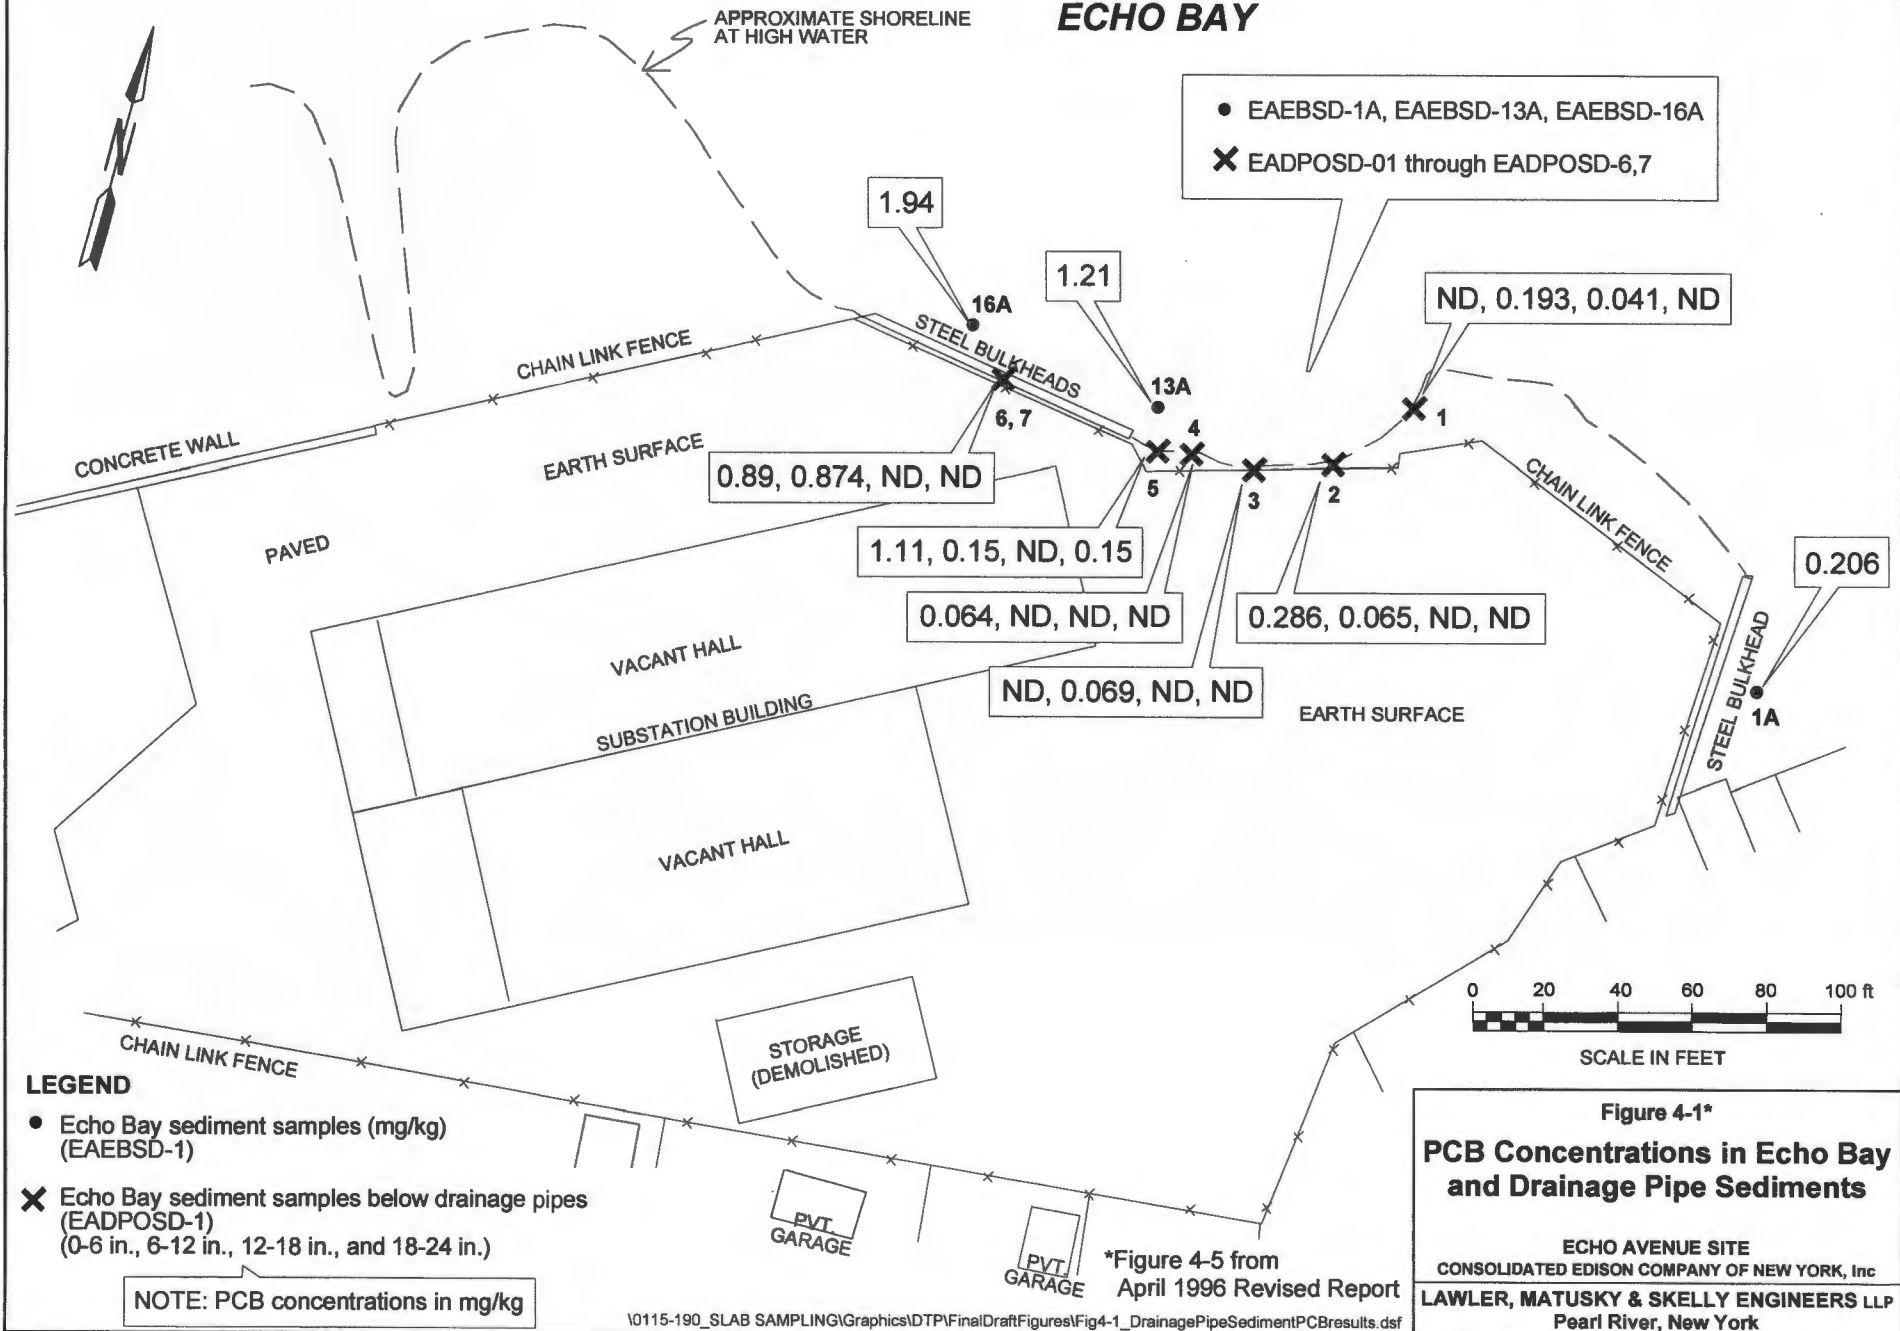 APPROXIMATE SHORELINE
AT HIGH WATER
ECHO BAY
N
● EAEBSD-1A, EAEBSD-13A, EAEBSD-16A
✕ EADPOSD-01 through EADPOSD-6,7
1.94
1.21
ND, 0.193, 0.041, ND
16A
STEEL BULKHEADS
13A
CHAIN LINK FENCE
1
6, 7
4
CONCRETE WALL
EARTH SURFACE
0.89, 0.874, ND, ND
5
3
2
CHAIN LINK FENCE
PAVED
1.11, 0.15, ND, 0.15
0.206
0.064, ND, ND, ND
0.286, 0.065, ND, ND
VACANT HALL
STEEL BULKHEAD
ND, 0.069, ND, ND
EARTH SURFACE
1A
SUBSTATION BUILDING
VACANT HALL
0 20 40 60 80 100 ft
SCALE IN FEET
STORAGE
(DEMOLISHED)
CHAIN LINK FENCE
LEGEND
● Echo Bay sediment samples (mg/kg)
(EAEBSD-1)
✕ Echo Bay sediment samples below drainage pipes
(EADPOSD-1)
(0-6 in., 6-12 in., 12-18 in., and 18-24 in.)
NOTE: PCB concentrations in mg/kg
PVT.
GARAGE
PVT.
GARAGE
*Figure 4-5 from
April 1996 Revised Report
\0115-190_SLAB SAMPLING\Graphics\DTP\FinalDraftFigures\Fig4-1_DrainagePipeSedimentPCBresults.dsf
Figure 4-1*
PCB Concentrations in Echo Bay
and Drainage Pipe Sediments
ECHO AVENUE SITE
CONSOLIDATED EDISON COMPANY OF NEW YORK, Inc
LAWLER, MATUSKY & SKELLY ENGINEERS LLP
Pearl River, New York